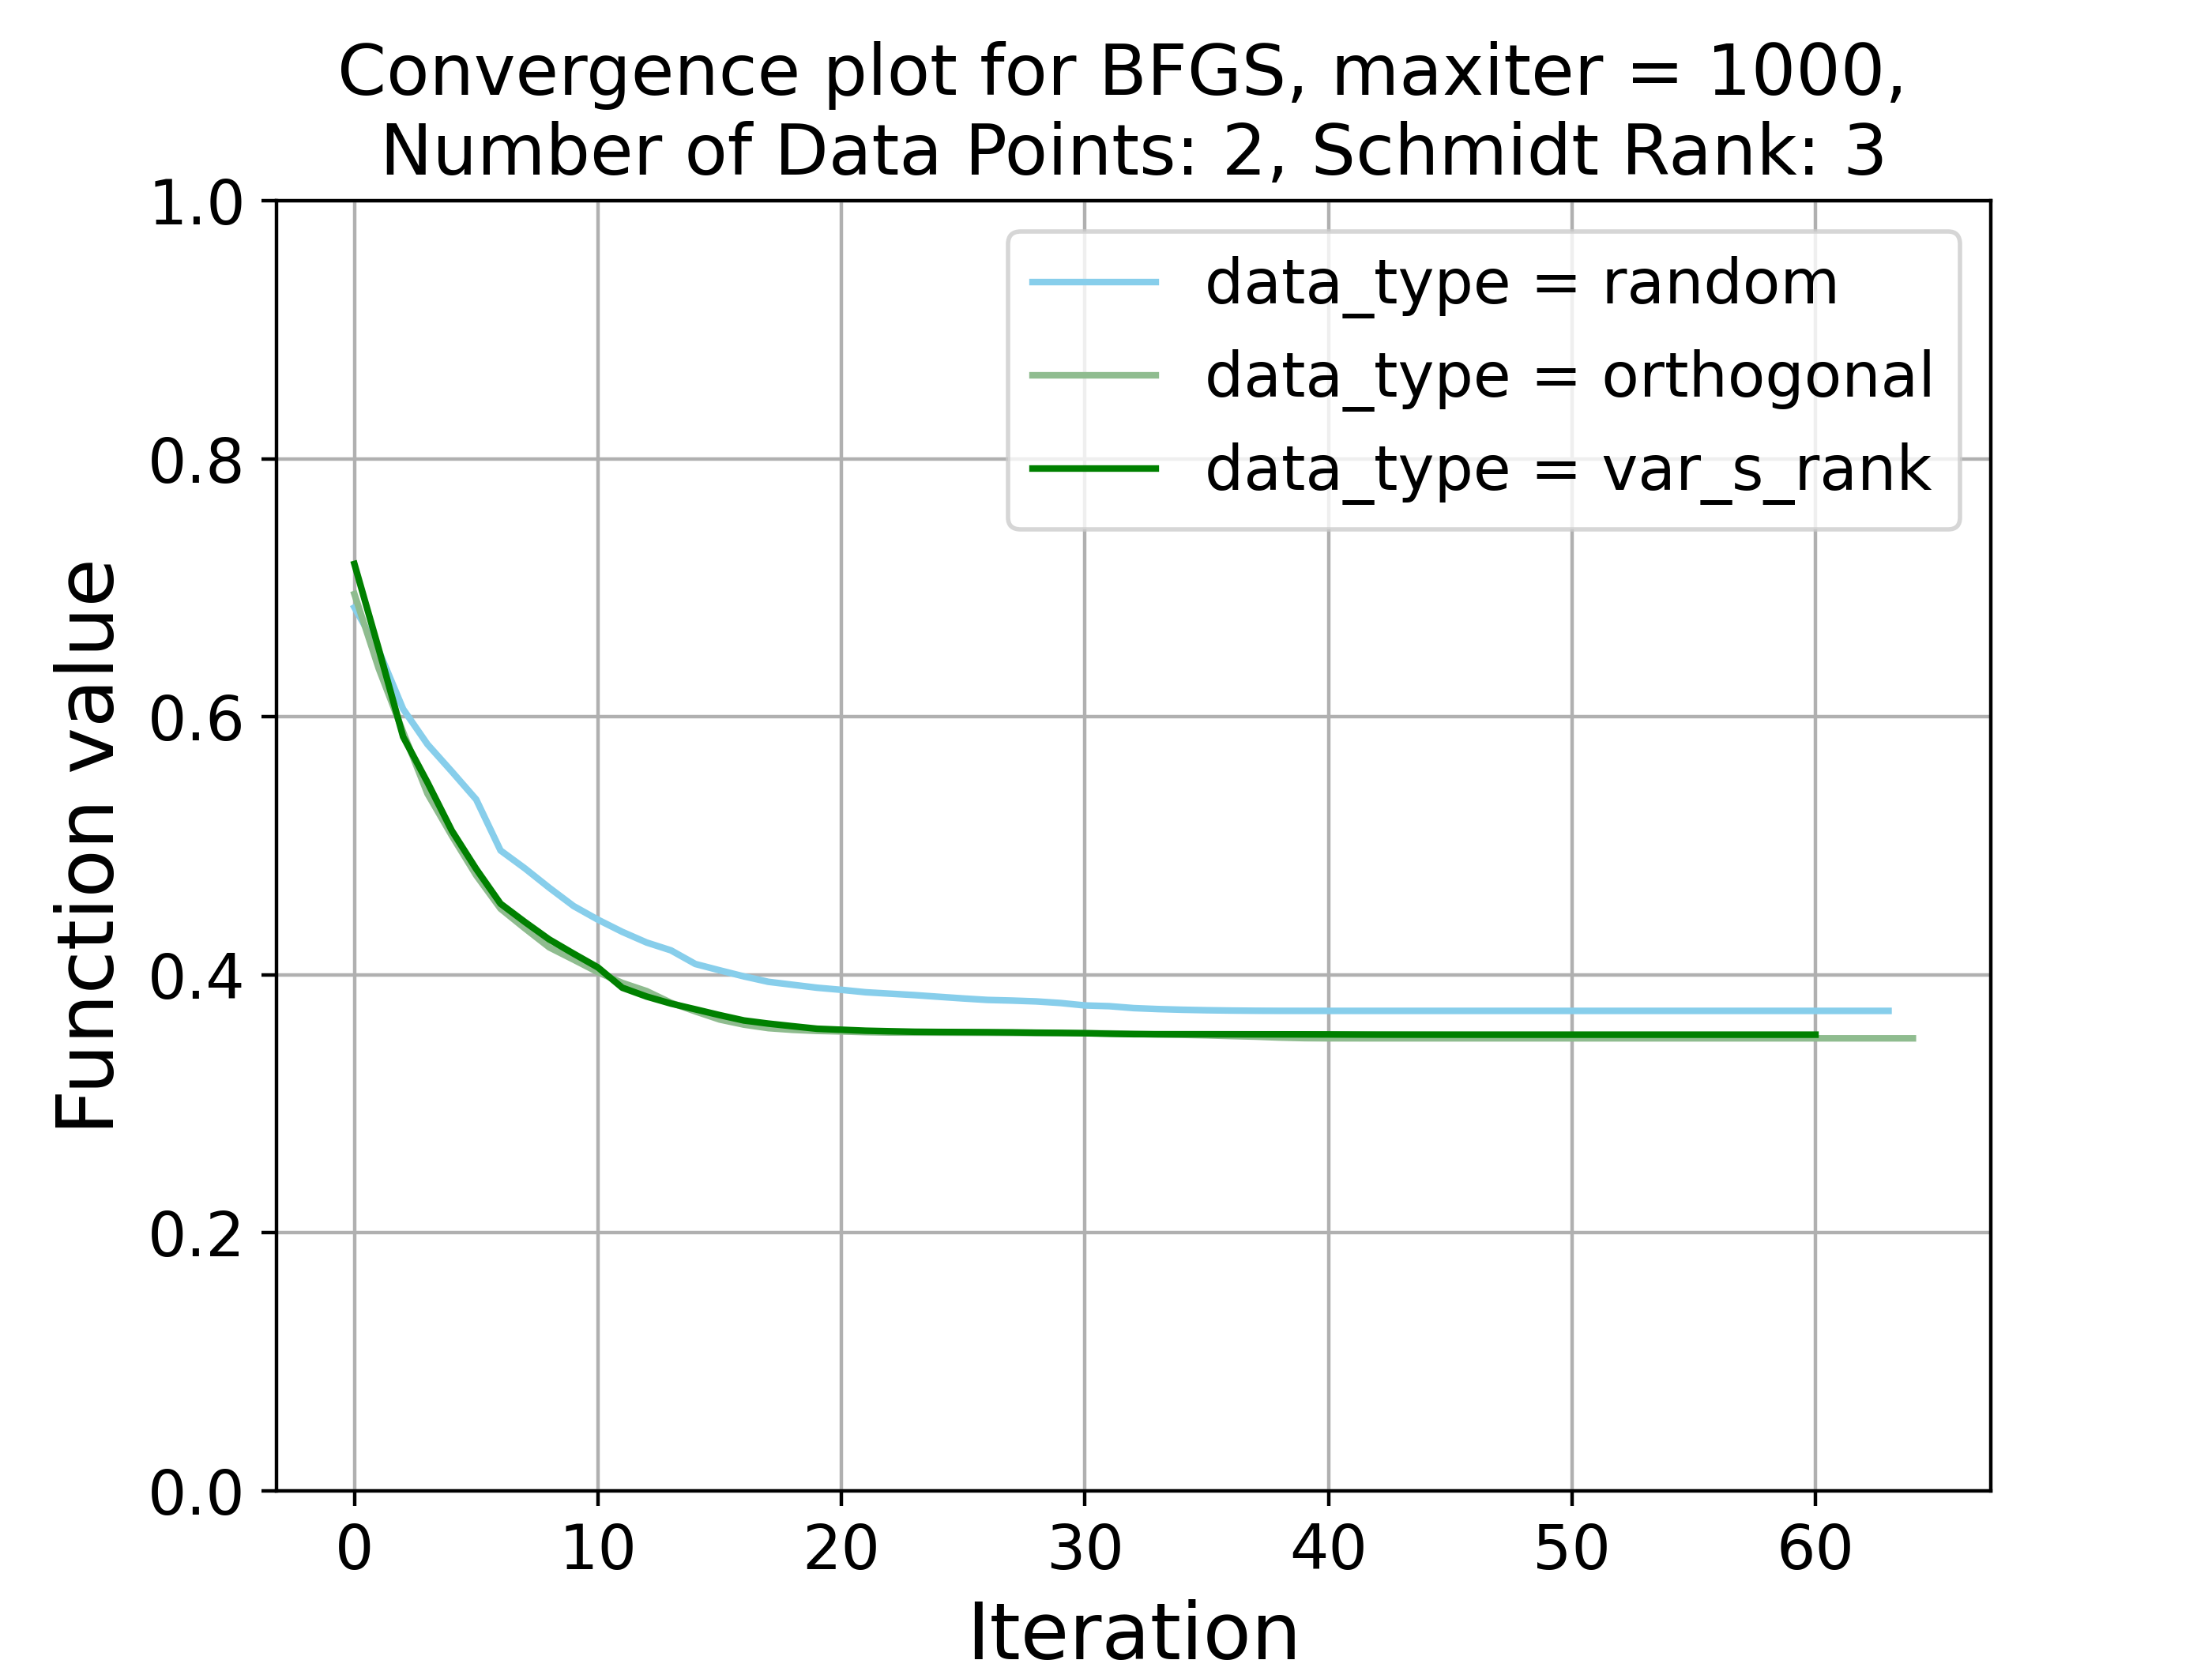 Convergence plot for BFGS, maxiter = 1000,
Number of Data Points: 2, Schmidt Rank: 3
data_type = random
data_type = orthogonal
data_type = var_s_rank
Function value
1.0
0.8
0.6
0.4
0.2
0.0
0 10 20 30 40 50 60
Iteration